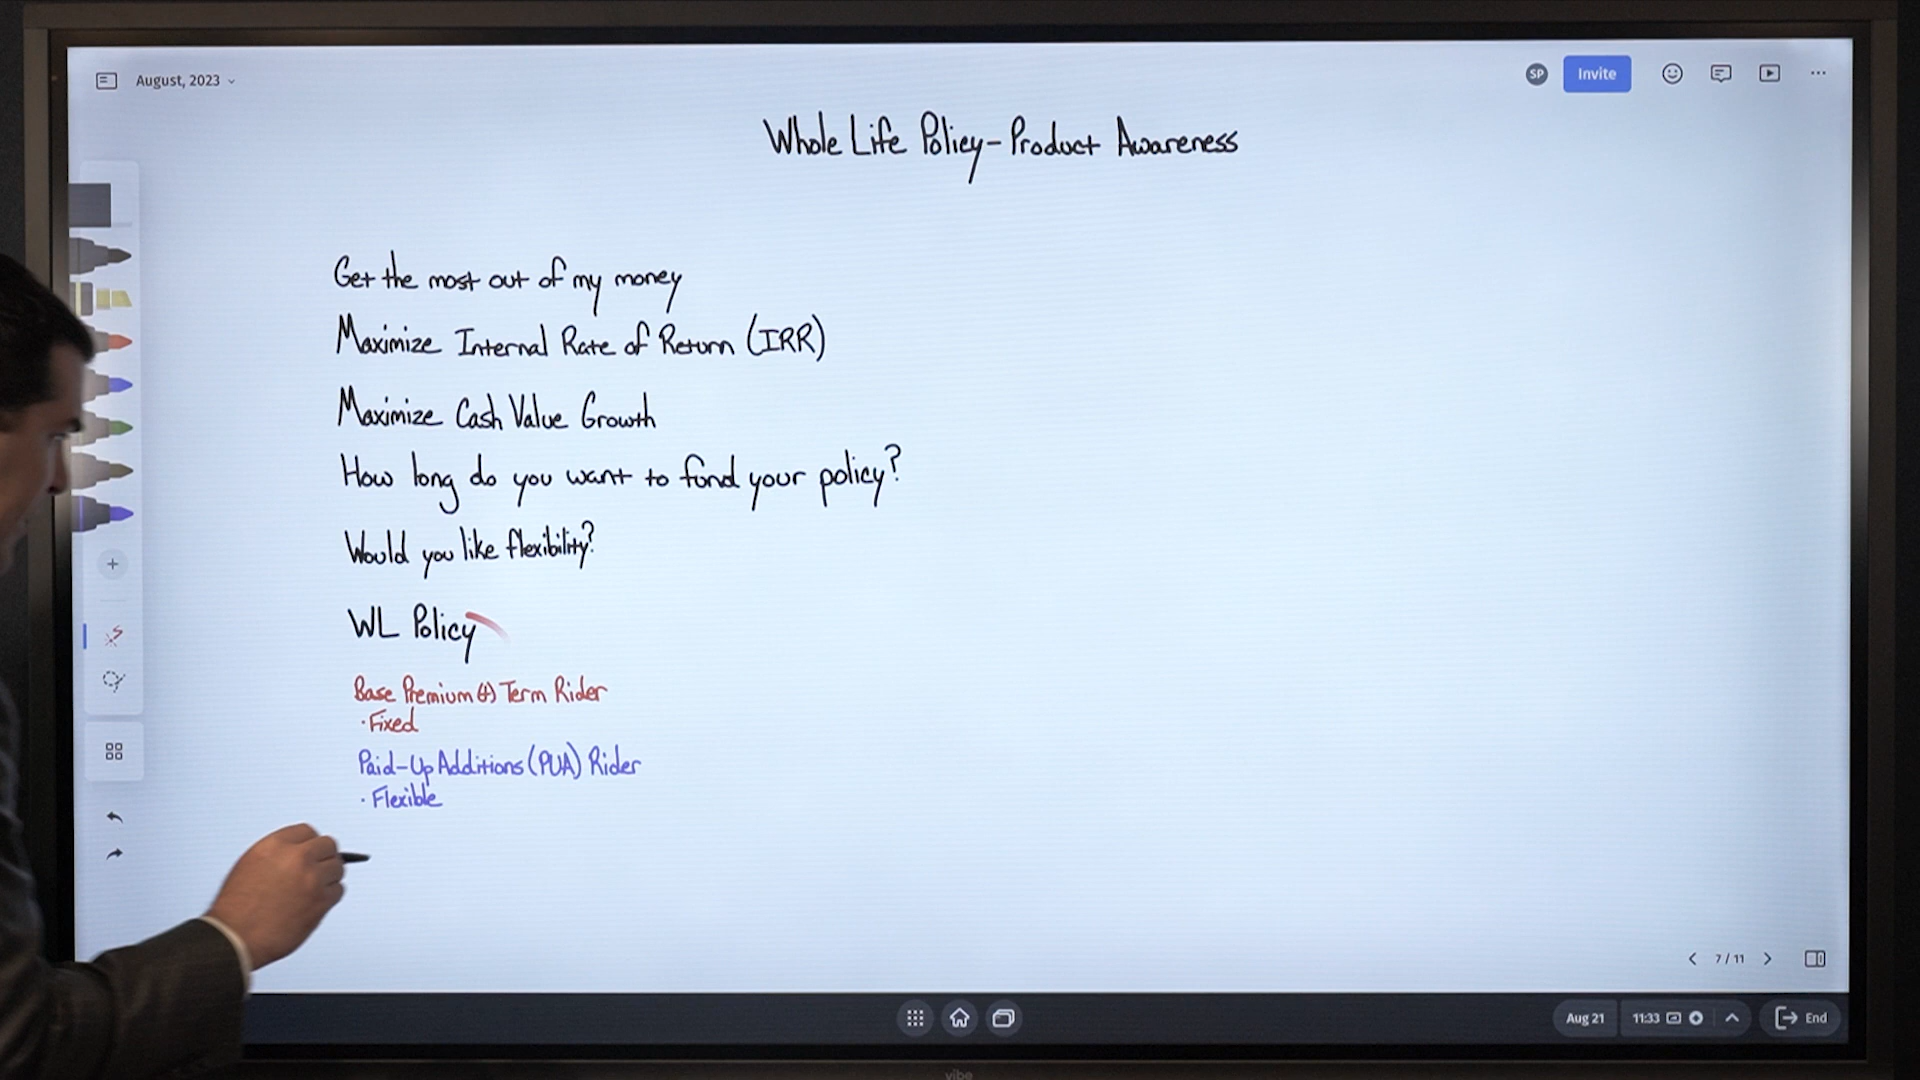 August, 2023
SP
Invite
Whole Life Policy - Product Awareness
Get the most out of my money
Maximize Internal Rate of Return (IRR)
Maximize Cash Value Growth
How long do you want to fund your policy?
Would you like flexibility?
WL Policy
Base Premium (+) Term Rider
· Fixed
Paid-Up Additions (PUA) Rider
· Flexible
7 / 11
Aug 21
11:33
End
vibe